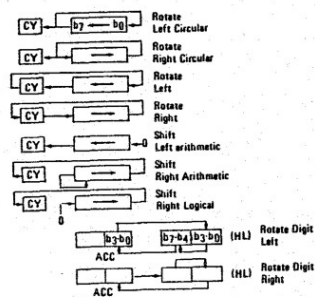 CY b7 b0 Rotate
Left Circular
CY Rotate
Right Circular
CY Rotate
Left
CY Rotate
Right
CY 0 Shift
Left arithmetic
CY Shift
Right Arithmetic
CY Shift
0 Right Logical
b3-b0 b7-b4 b3-b0 (HL) Rotate Digit
ACC Left
(HL) Rotate Digit
ACC Right